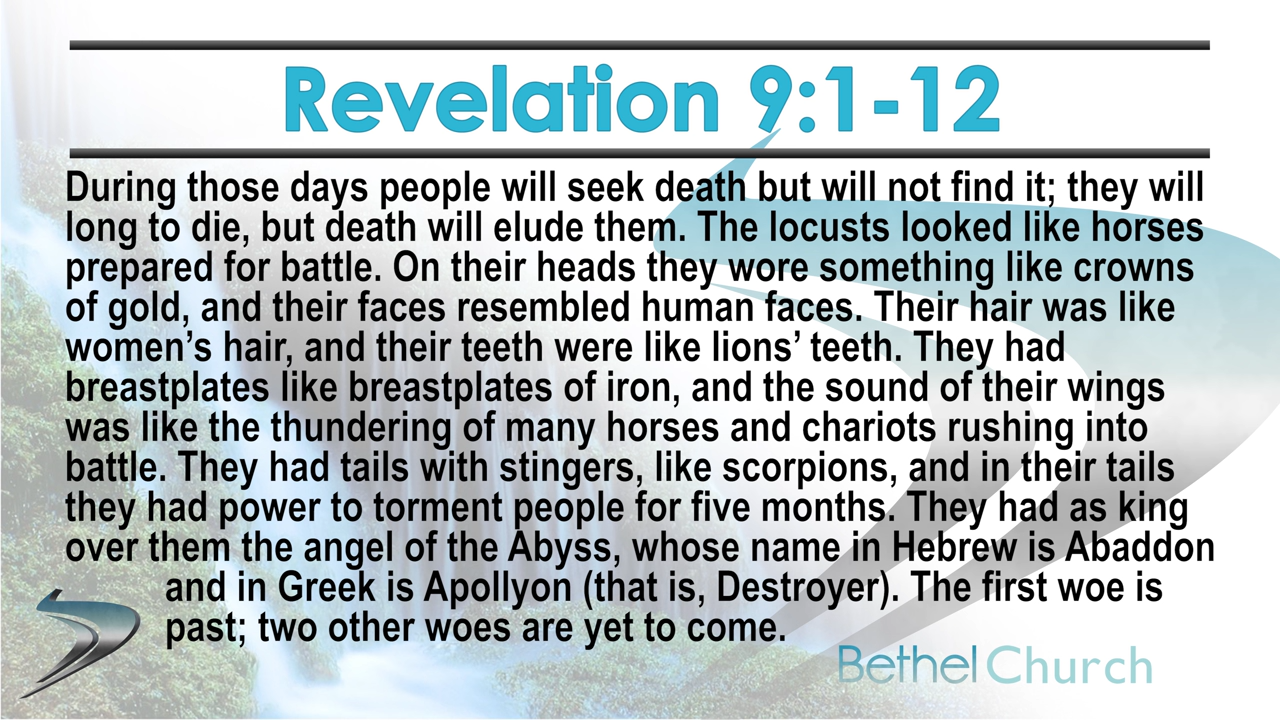 Revelation 9:1-12
During those days people will seek death but will not find it; they will
long to die, but death will elude them. The locusts looked like horses
prepared for battle. On their heads they wore something like crowns
of gold, and their faces resembled human faces. Their hair was like
women’s hair, and their teeth were like lions’ teeth. They had
breastplates like breastplates of iron, and the sound of their wings
was like the thundering of many horses and chariots rushing into
battle. They had tails with stingers, like scorpions, and in their tails
they had power to torment people for five months. They had as king
over them the angel of the Abyss, whose name in Hebrew is Abaddon
and in Greek is Apollyon (that is, Destroyer). The first woe is
past; two other woes are yet to come.
Bethel Church